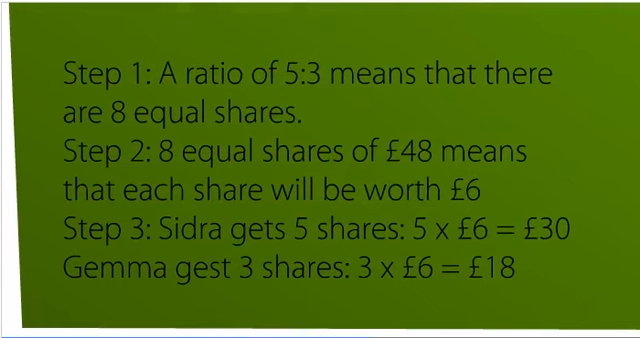 Step 1: A ratio of 5:3 means that there
are 8 equal shares.
Step 2: 8 equal shares of £48 means
that each share will be worth £6
Step 3: Sidra gets 5 shares: 5 x £6 = £30
Gemma gest 3 shares: 3 x £6 = £18